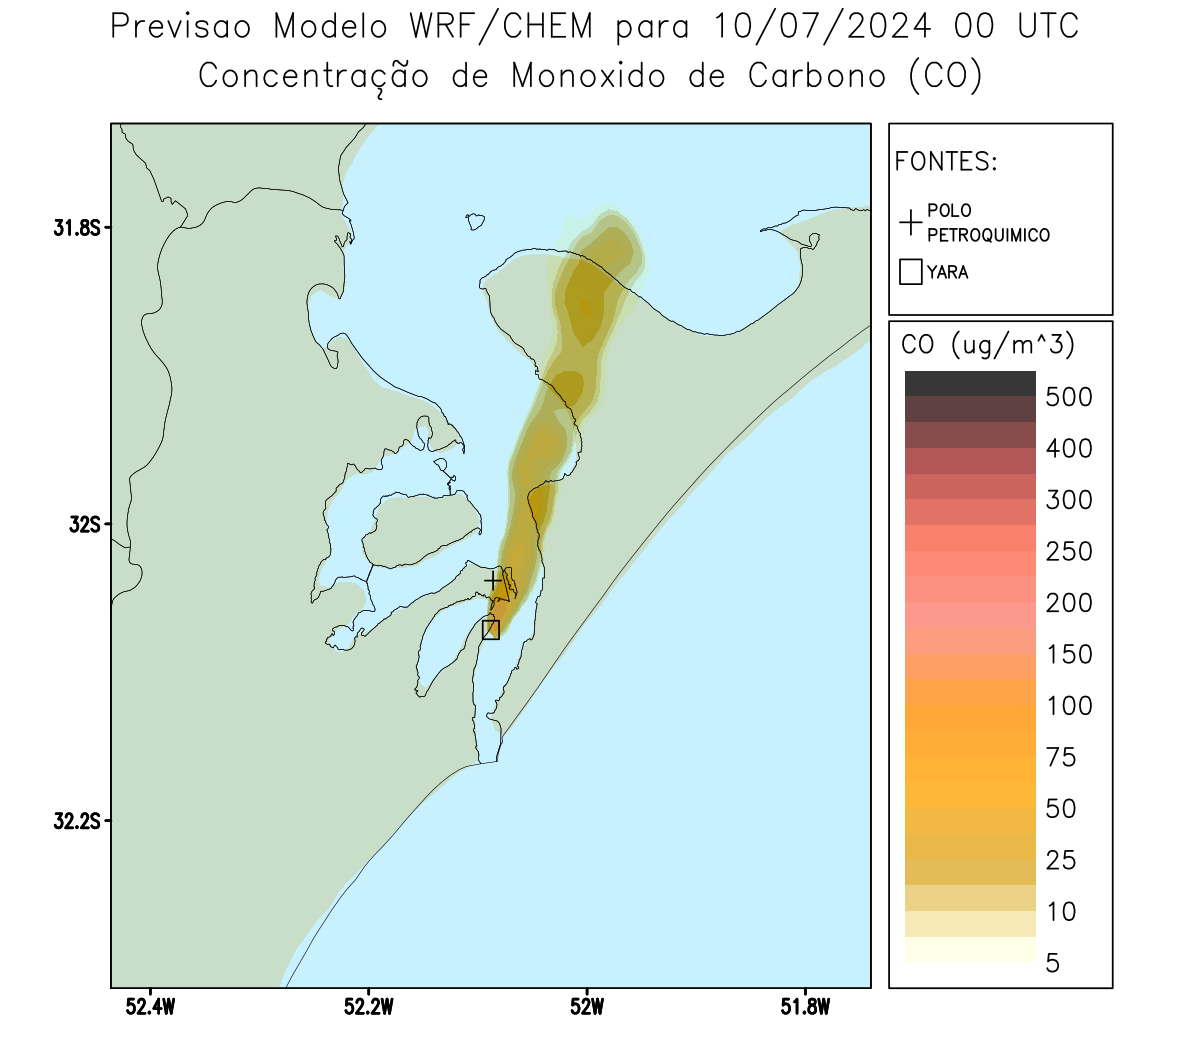 Previsao Modelo WRF/CHEM para 10/07/2024 00 UTC
Concentração de Monoxido de Carbono (CO)
FONTES:
POLO
PETROQUIMICO
YARA
31.8S
32S
32.2S
52.4W
52.2W
52W
51.8W
CO (ug/m^3)
500
400
300
250
200
150
100
75
50
25
10
5